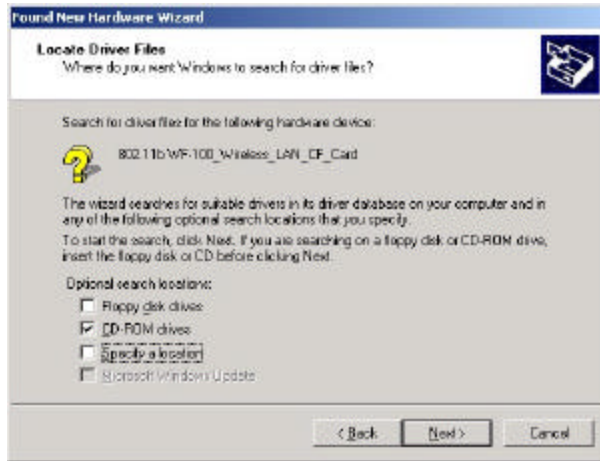 Found New Hardware Wizard
Locate Driver Files
Where do you want Windows to search for driver files?
Search for driver files for the following hardware device:
802.11b WF-100_Wireless_LAN_CF_Card
The wizard searches for suitable drivers in its driver database on your computer and in
any of the following optional search locations that you specify.
To start the search, click Next. If you are searching on a floppy disk or CD-ROM drive,
insert the floppy disk or CD before clicking Next.
Optional search locations:
Floppy disk drives
CD-ROM drives
Specify a location
Microsoft Windows Update
< Back
Next >
Cancel